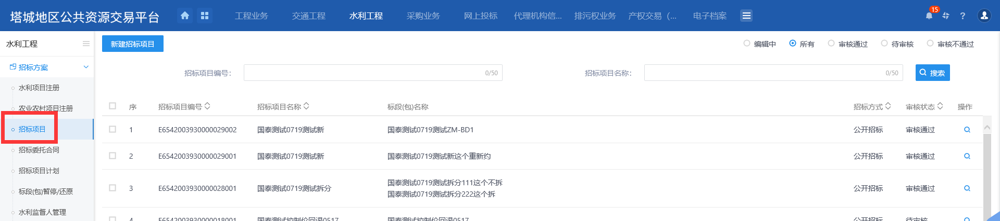 塔城地区公共资源交易平台
工程业务 交通工程 水利工程 采购业务 网上投标 代理机构信... 排污权业务 产权交易（... 电子档案
15
?
水利工程
招标方案
水利项目注册
农业农村项目注册
招标项目
招标委托合同
招标项目计划
标段(包)暂停/还原
水利监督人管理
新建招标项目
编辑中 所有 审核通过 待审核 审核不通过
招标项目编号： 0/50 招标项目名称： 0/50 搜索
序 招标项目编号 招标项目名称 标段(包)名称 招标方式 审核状态 操作
1 E6542003930000029002 国泰测试0719测试新 国泰测试0719测试ZM-BD1 公开招标 审核通过
2 E6542003930000029001 国泰测试0719测试新 国泰测试0719测试新这个重新约 公开招标 审核通过
3 E6542003930000028001 国泰测试0719测试拆分 国泰测试0719测试拆分111这个不拆 公开招标 审核通过
国泰测试0719测试拆分222这个拆
4 E6542003930000018001 国泰测试控制价回退0517 国泰测试0517 公开招标 待审核